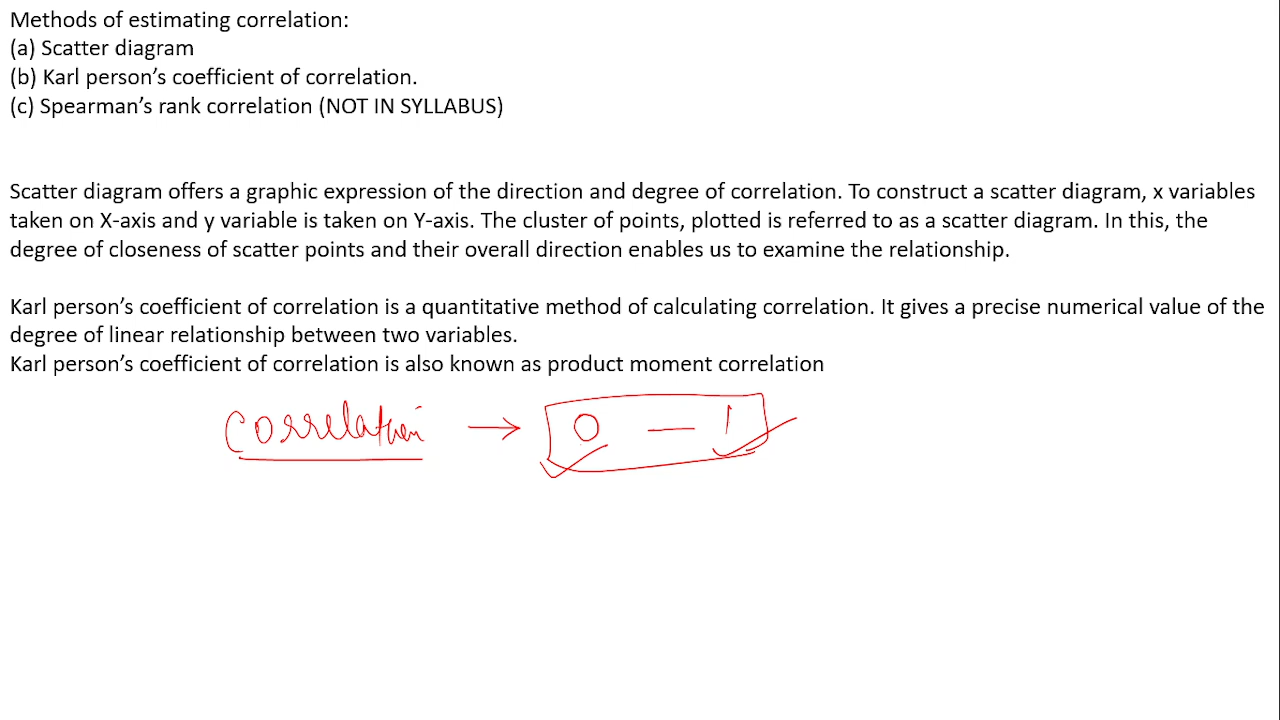 Methods of estimating correlation:
(a) Scatter diagram
(b) Karl person’s coefficient of correlation.
(c) Spearman’s rank correlation (NOT IN SYLLABUS)
Scatter diagram offers a graphic expression of the direction and degree of correlation. To construct a scatter diagram, x variables
taken on X-axis and y variable is taken on Y-axis. The cluster of points, plotted is referred to as a scatter diagram. In this, the
degree of closeness of scatter points and their overall direction enables us to examine the relationship.
Karl person’s coefficient of correlation is a quantitative method of calculating correlation. It gives a precise numerical value of the
degree of linear relationship between two variables.
Karl person’s coefficient of correlation is also known as product moment correlation
Correlation → 0 — 1